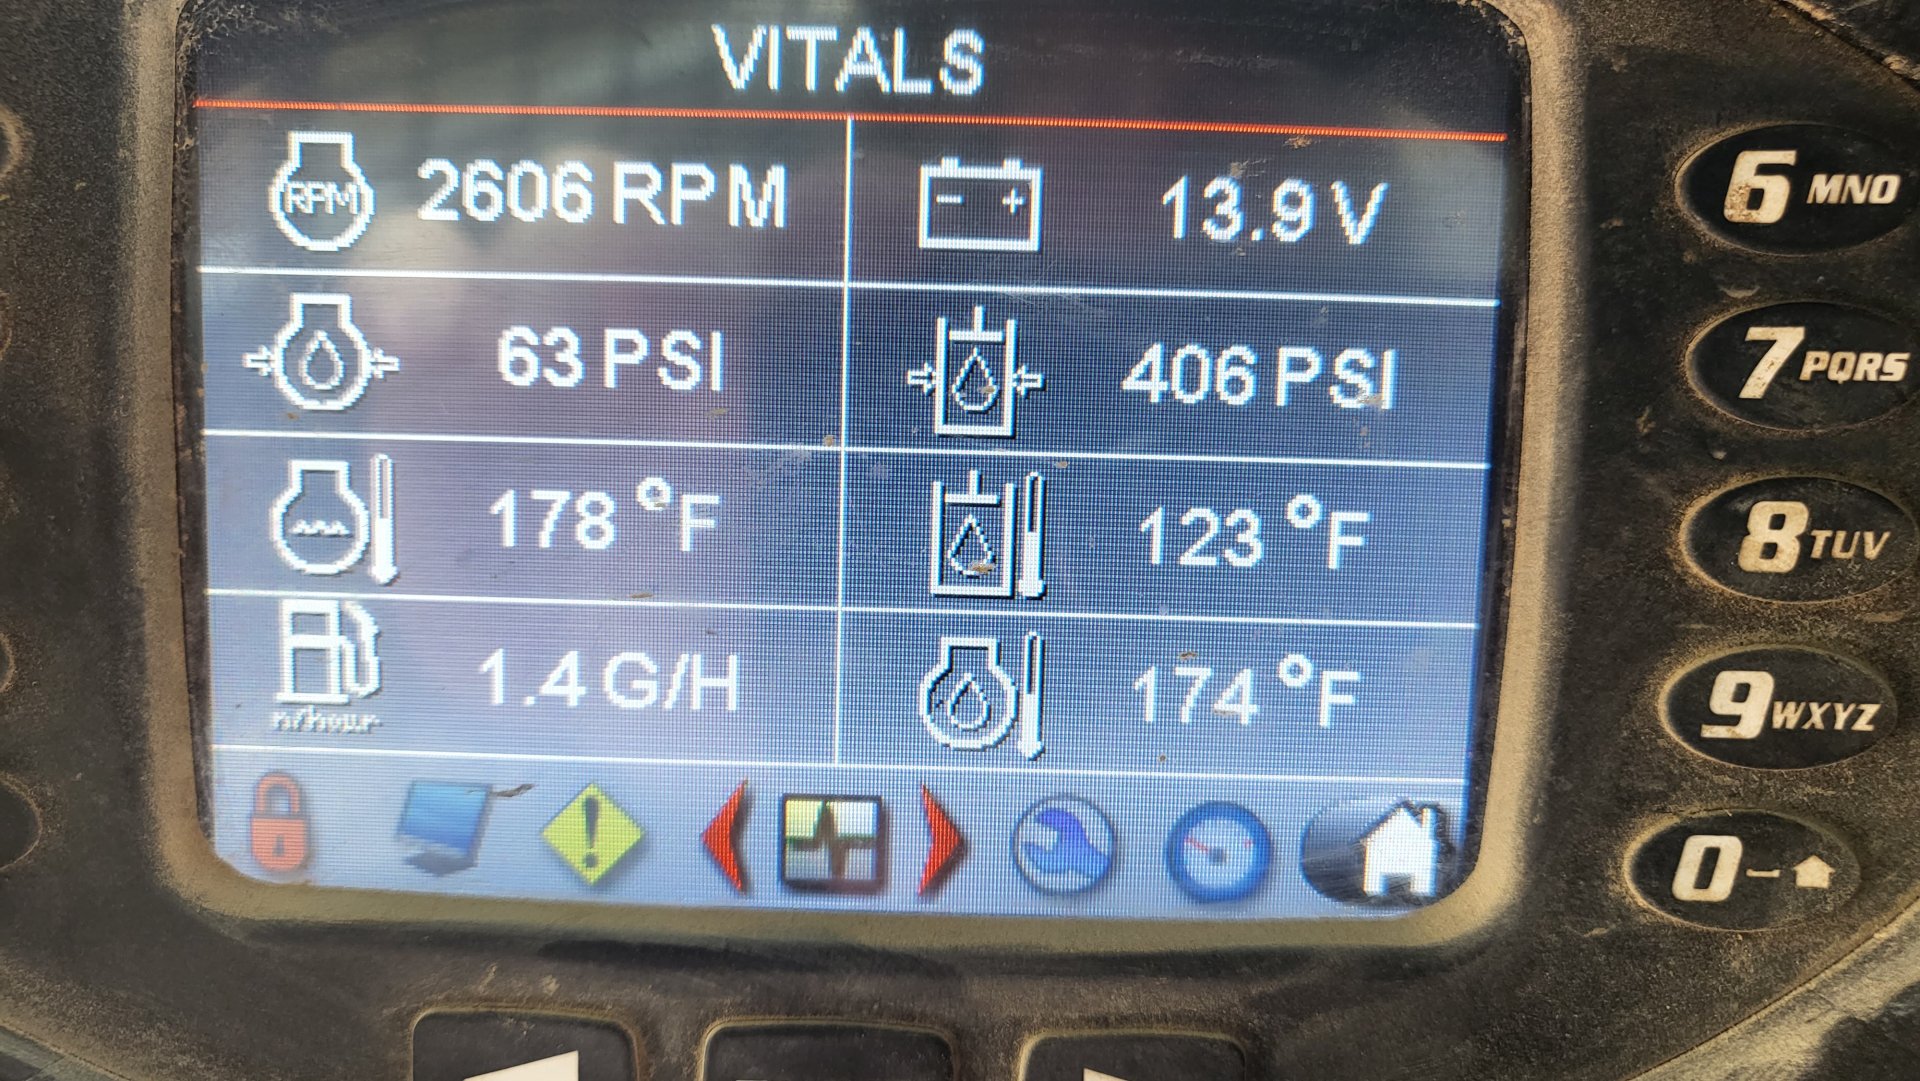 VITALS
RPM 2606 RPM
- + 13.9 V
63 PSI
406 PSI
178 °F
123 °F
n/hour 1.4 G/H
174 °F
!
6 MNO
7 PQRS
8 TUV
9 WXYZ
0 -